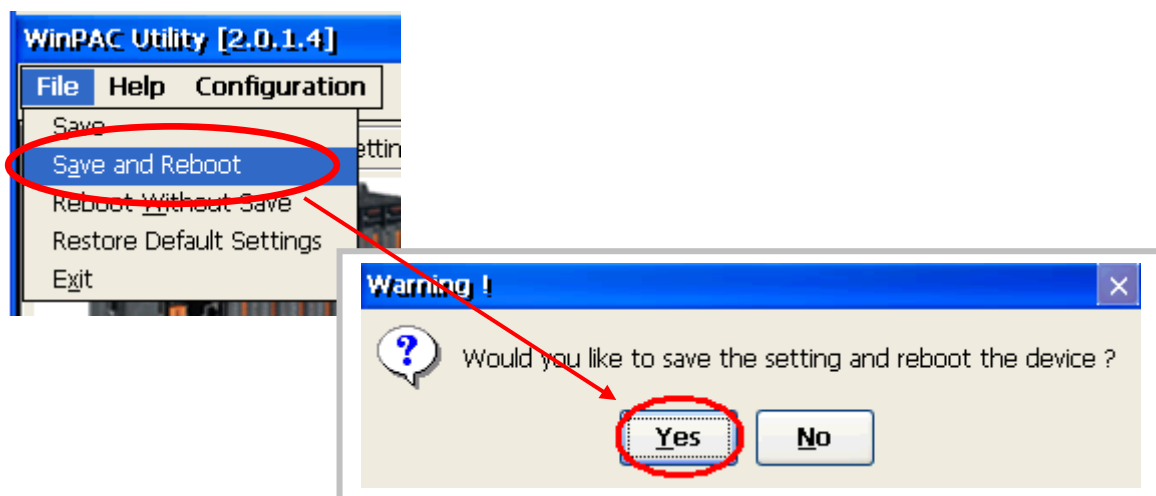 WinPAC Utility [2.0.1.4]
File Help Configuration
Save
Save and Reboot
Reboot Without Save
Restore Default Settings
Exit
Warning !
Would you like to save the setting and reboot the device ?
Yes No